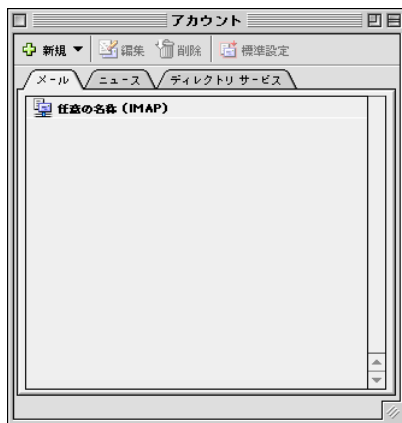 アカウント
新規 編集 削除 標準設定
メール ニュース ディレクトリ サービス
任意の名称 (IMAP)